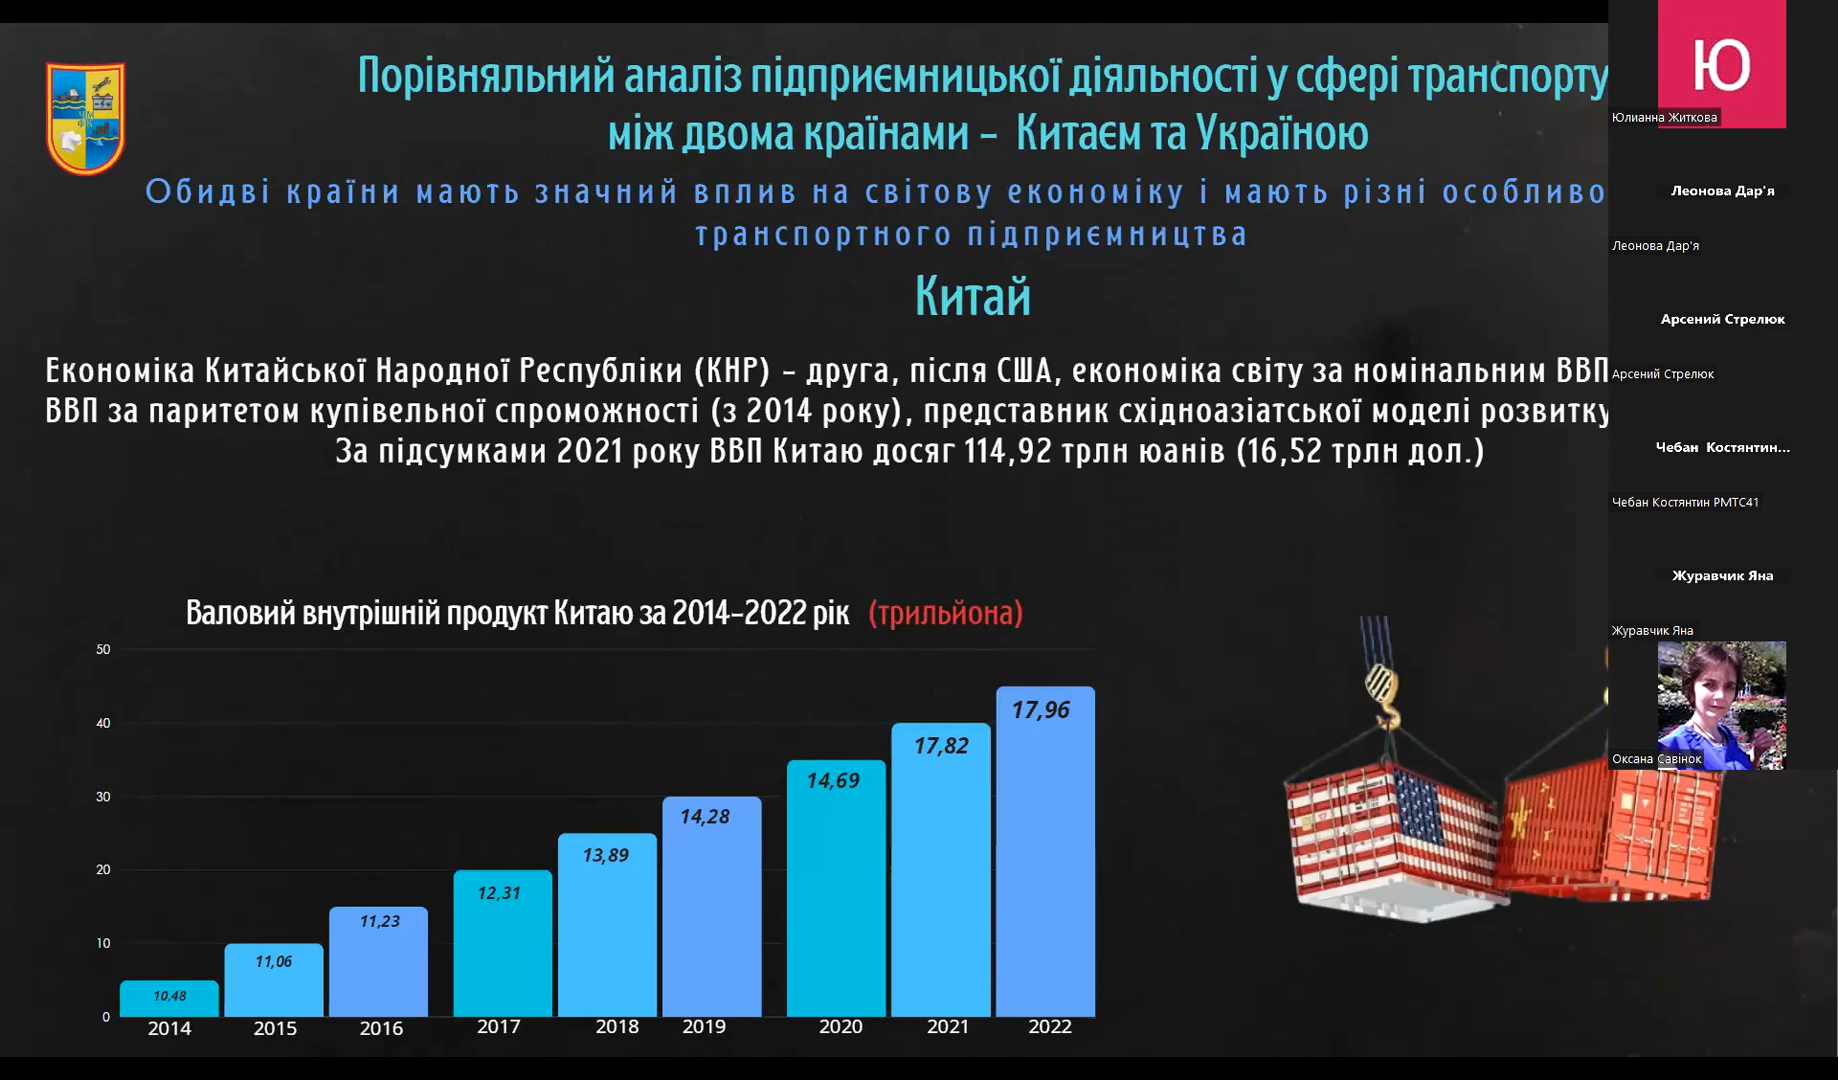 Порівняльний аналіз підприємницької діяльності у сфері транспорту
між двома країнами – Китаєм та Україною
Обидві країни мають значний вплив на світову економіку і мають різні
транспортного підприємництва
Китай
Економіка Китайської Народної Республіки (КНР) – друга, після США, економіка світу за номінальним ВВП
ВВП за паритетом купівельної спроможності (з 2014 року), представник східноазіатської моделі розвитку
За підсумками 2021 року ВВП Китаю досяг 114,92 трлн юанів (16,52 трлн дол.)
Валовий внутрішній продукт Китаю за 2014–2022 рік (трильйона)
50
40
30
20
10
0
10,48
11,06
11,23
12,31
13,89
14,28
14,69
17,82
17,96
2014 2015 2016 2017 2018 2019 2020 2021 2022
Ю
Юлианна Житкова
Леонова Дар'я
Леонова Дар'я
Арсений Стрелюк
Арсений Стрелюк
Чебан Костянтин...
Чебан Костянтин РМТС41
Журавчик Яна
Журавчик Яна
Оксана Савінок